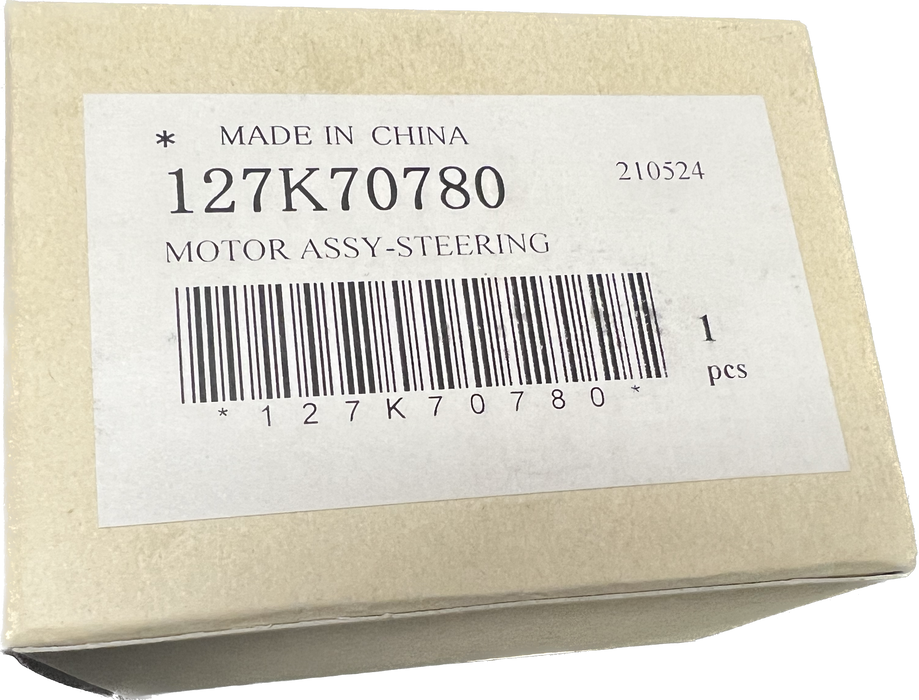 * MADE IN CHINA
127K70780
210524
MOTOR ASSY-STEERING
1
pcs
*127K70780*